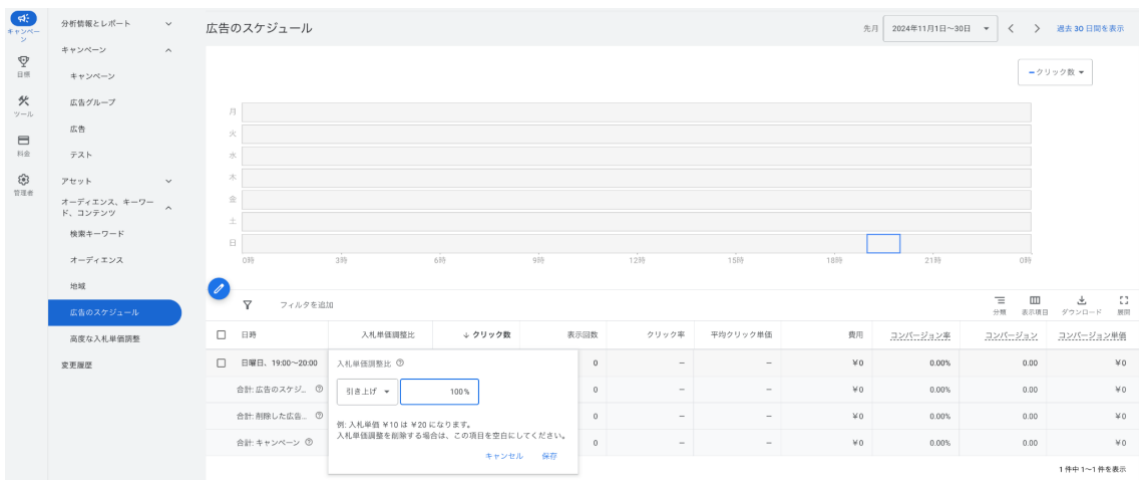 キャンペー
ン
目標
ツール
料金
管理者
分析情報とレポート
キャンペーン
キャンペーン
広告グループ
広告
テスト
アセット
オーディエンス、キーワー
ド、コンテンツ
検索キーワード
オーディエンス
地域
広告のスケジュール
高度な入札単価調整
変更履歴
広告のスケジュール
先月 2024年11月1日～30日 過去 30 日間を表示
クリック数
月
火
水
木
金
土
日
0時 3時 6時 9時 12時 15時 18時 21時 0時
フィルタを追加
分類 表示項目 ダウンロード 展開
日時 入札単価調整比 ↓ クリック数 表示回数 クリック率 平均クリック単価 費用 コンバージョン率 コンバージョン コンバージョン単価
日曜日、19:00～20:00 0 – – ¥0 0.00% 0.00 ¥0
合計: 広告のスケジ... 0 – – ¥0 0.00% 0.00 ¥0
合計: 削除した広告... 0 – – ¥0 0.00% 0.00 ¥0
合計: キャンペーン 0 – – ¥0 0.00% 0.00 ¥0
入札単価調整比
引き上げ 100%
例: 入札単価 ¥10 は ¥20 になります。
入札単価調整を削除する場合は、この項目を空白にしてください。
キャンセル 保存
1 件中 1～1 件を表示